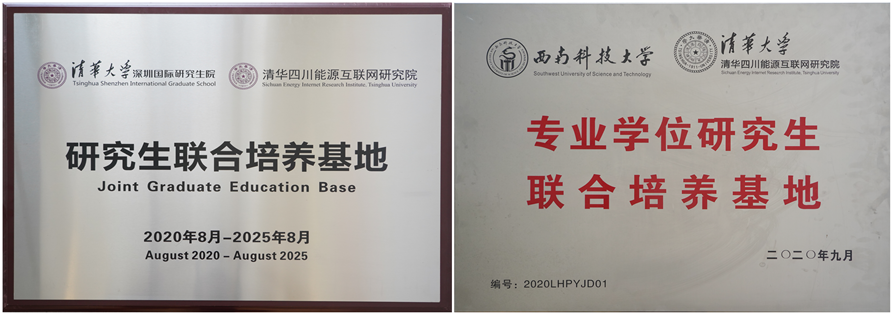 清华大学深圳国际研究生院
Tsinghua Shenzhen International Graduate School
清华四川能源互联网研究院
Sichuan Energy Internet Research Institute, Tsinghua University
研究生联合培养基地
Joint Graduate Education Base
2020年8月-2025年8月
August 2020 - August 2025
西南科技大学
Southwest University of Science and Technology
清華大学
清华四川能源互联网研究院
Sichuan Energy Internet Research Institute, Tsinghua University
专业学位研究生
联合培养基地
二〇二〇年九月
编号：2020LHPYJD01